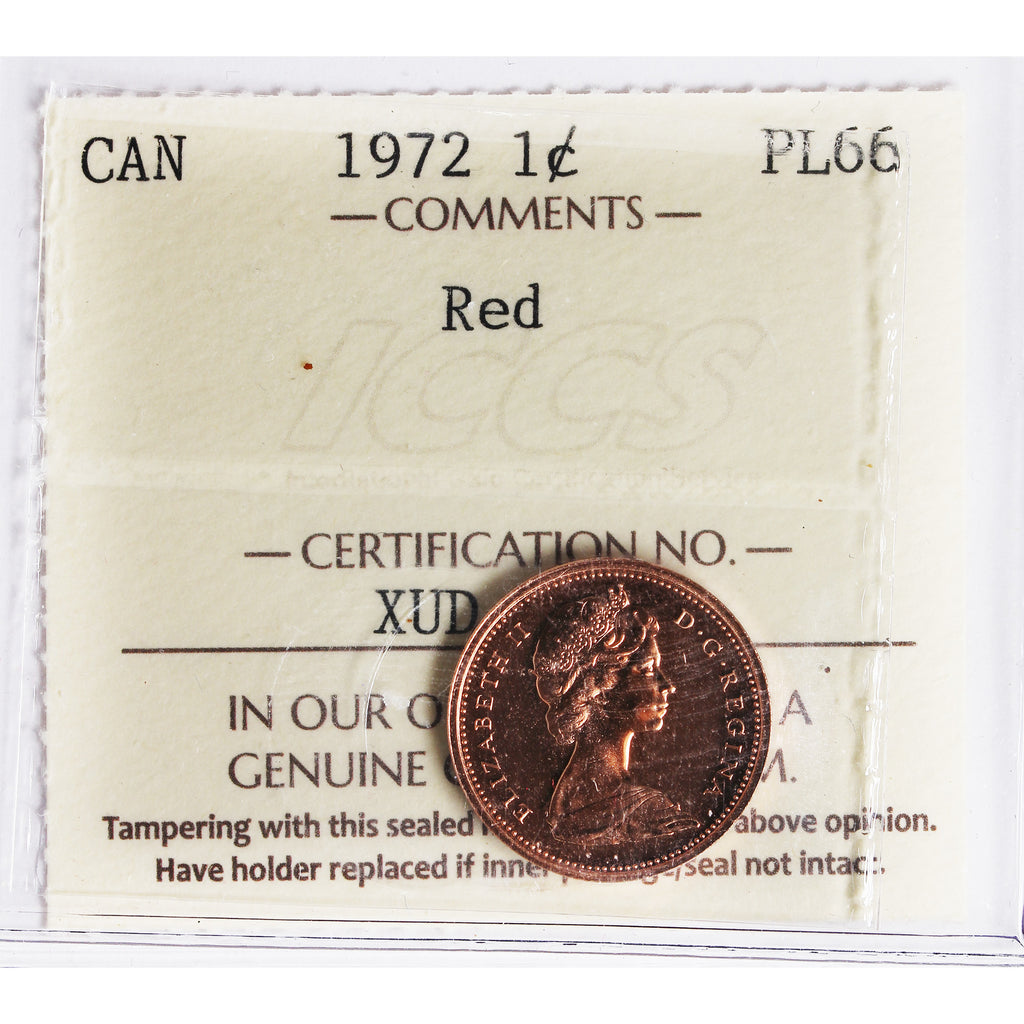 CAN 1972 1¢ PL66
— COMMENTS —
Red
ICCS
— CERTIFICATION NO. —
XUD
IN OUR O A
GENUINE M.
Tampering with this sealed above opinion.
Have holder replaced if inner /seal not intact.
ELIZABETH II D·G·REGINA